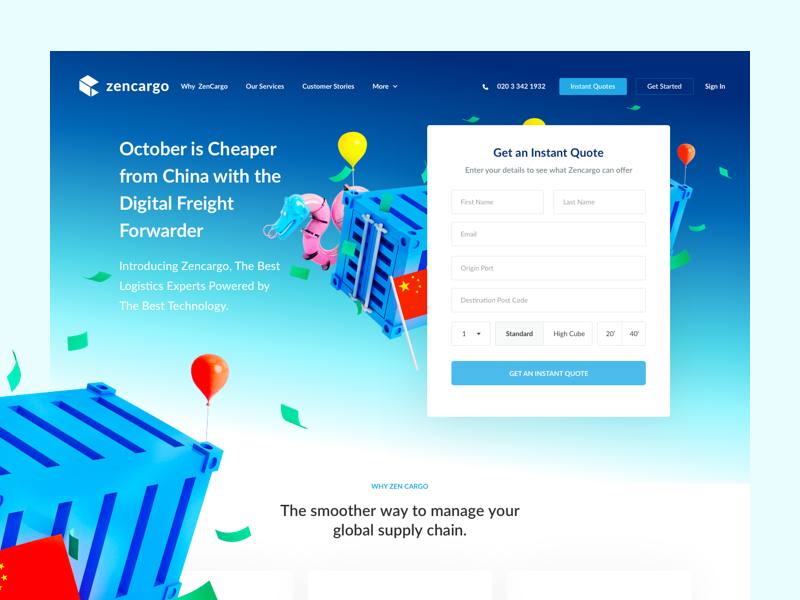 zencargo
Why ZenCargo
Our Services
Customer Stories
More
020 3 342 1932
Instant Quotes
Get Started
Sign In
October is Cheaper
from China with the
Digital Freight
Forwarder
Introducing Zencargo, The Best
Logistics Experts Powered by
The Best Technology.
Get an Instant Quote
Enter your details to see what Zencargo can offer
First Name
Last Name
Email
Origin Port
Destination Post Code
1
Standard
High Cube
20'
40'
GET AN INSTANT QUOTE
WHY ZEN CARGO
The smoother way to manage your
global supply chain.